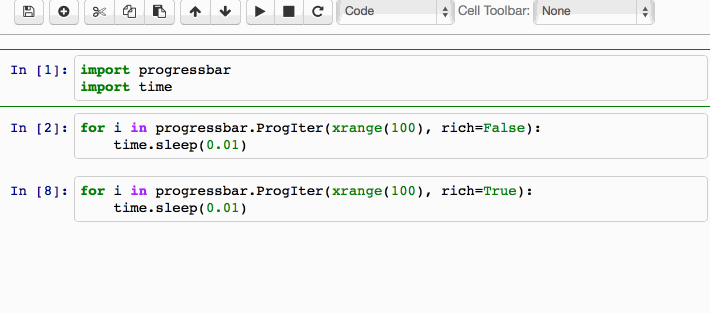 Code Cell Toolbar: None
In [1]: import progressbar
import time
In [2]: for i in progressbar.ProgIter(xrange(100), rich=False):
time.sleep(0.01)
In [8]: for i in progressbar.ProgIter(xrange(100), rich=True):
time.sleep(0.01)